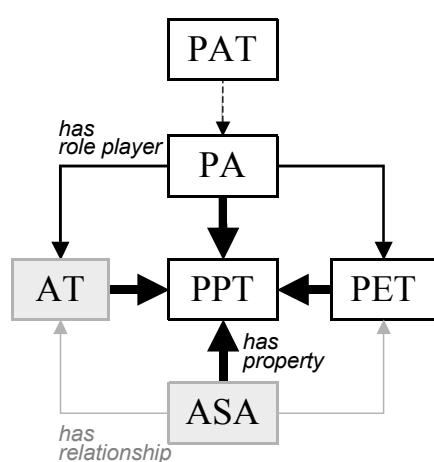 PAT
has
role player
PA
AT
PPT
PET
has
property
ASA
has
relationship